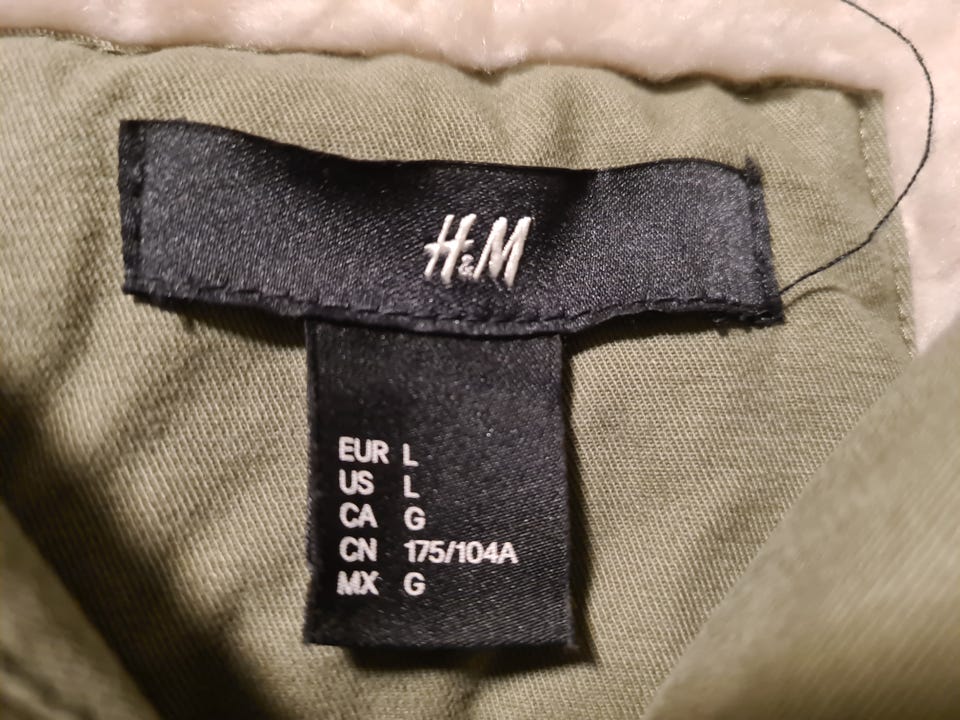 H&M
EUR L
US L
CA G
CN 175/104A
MX G